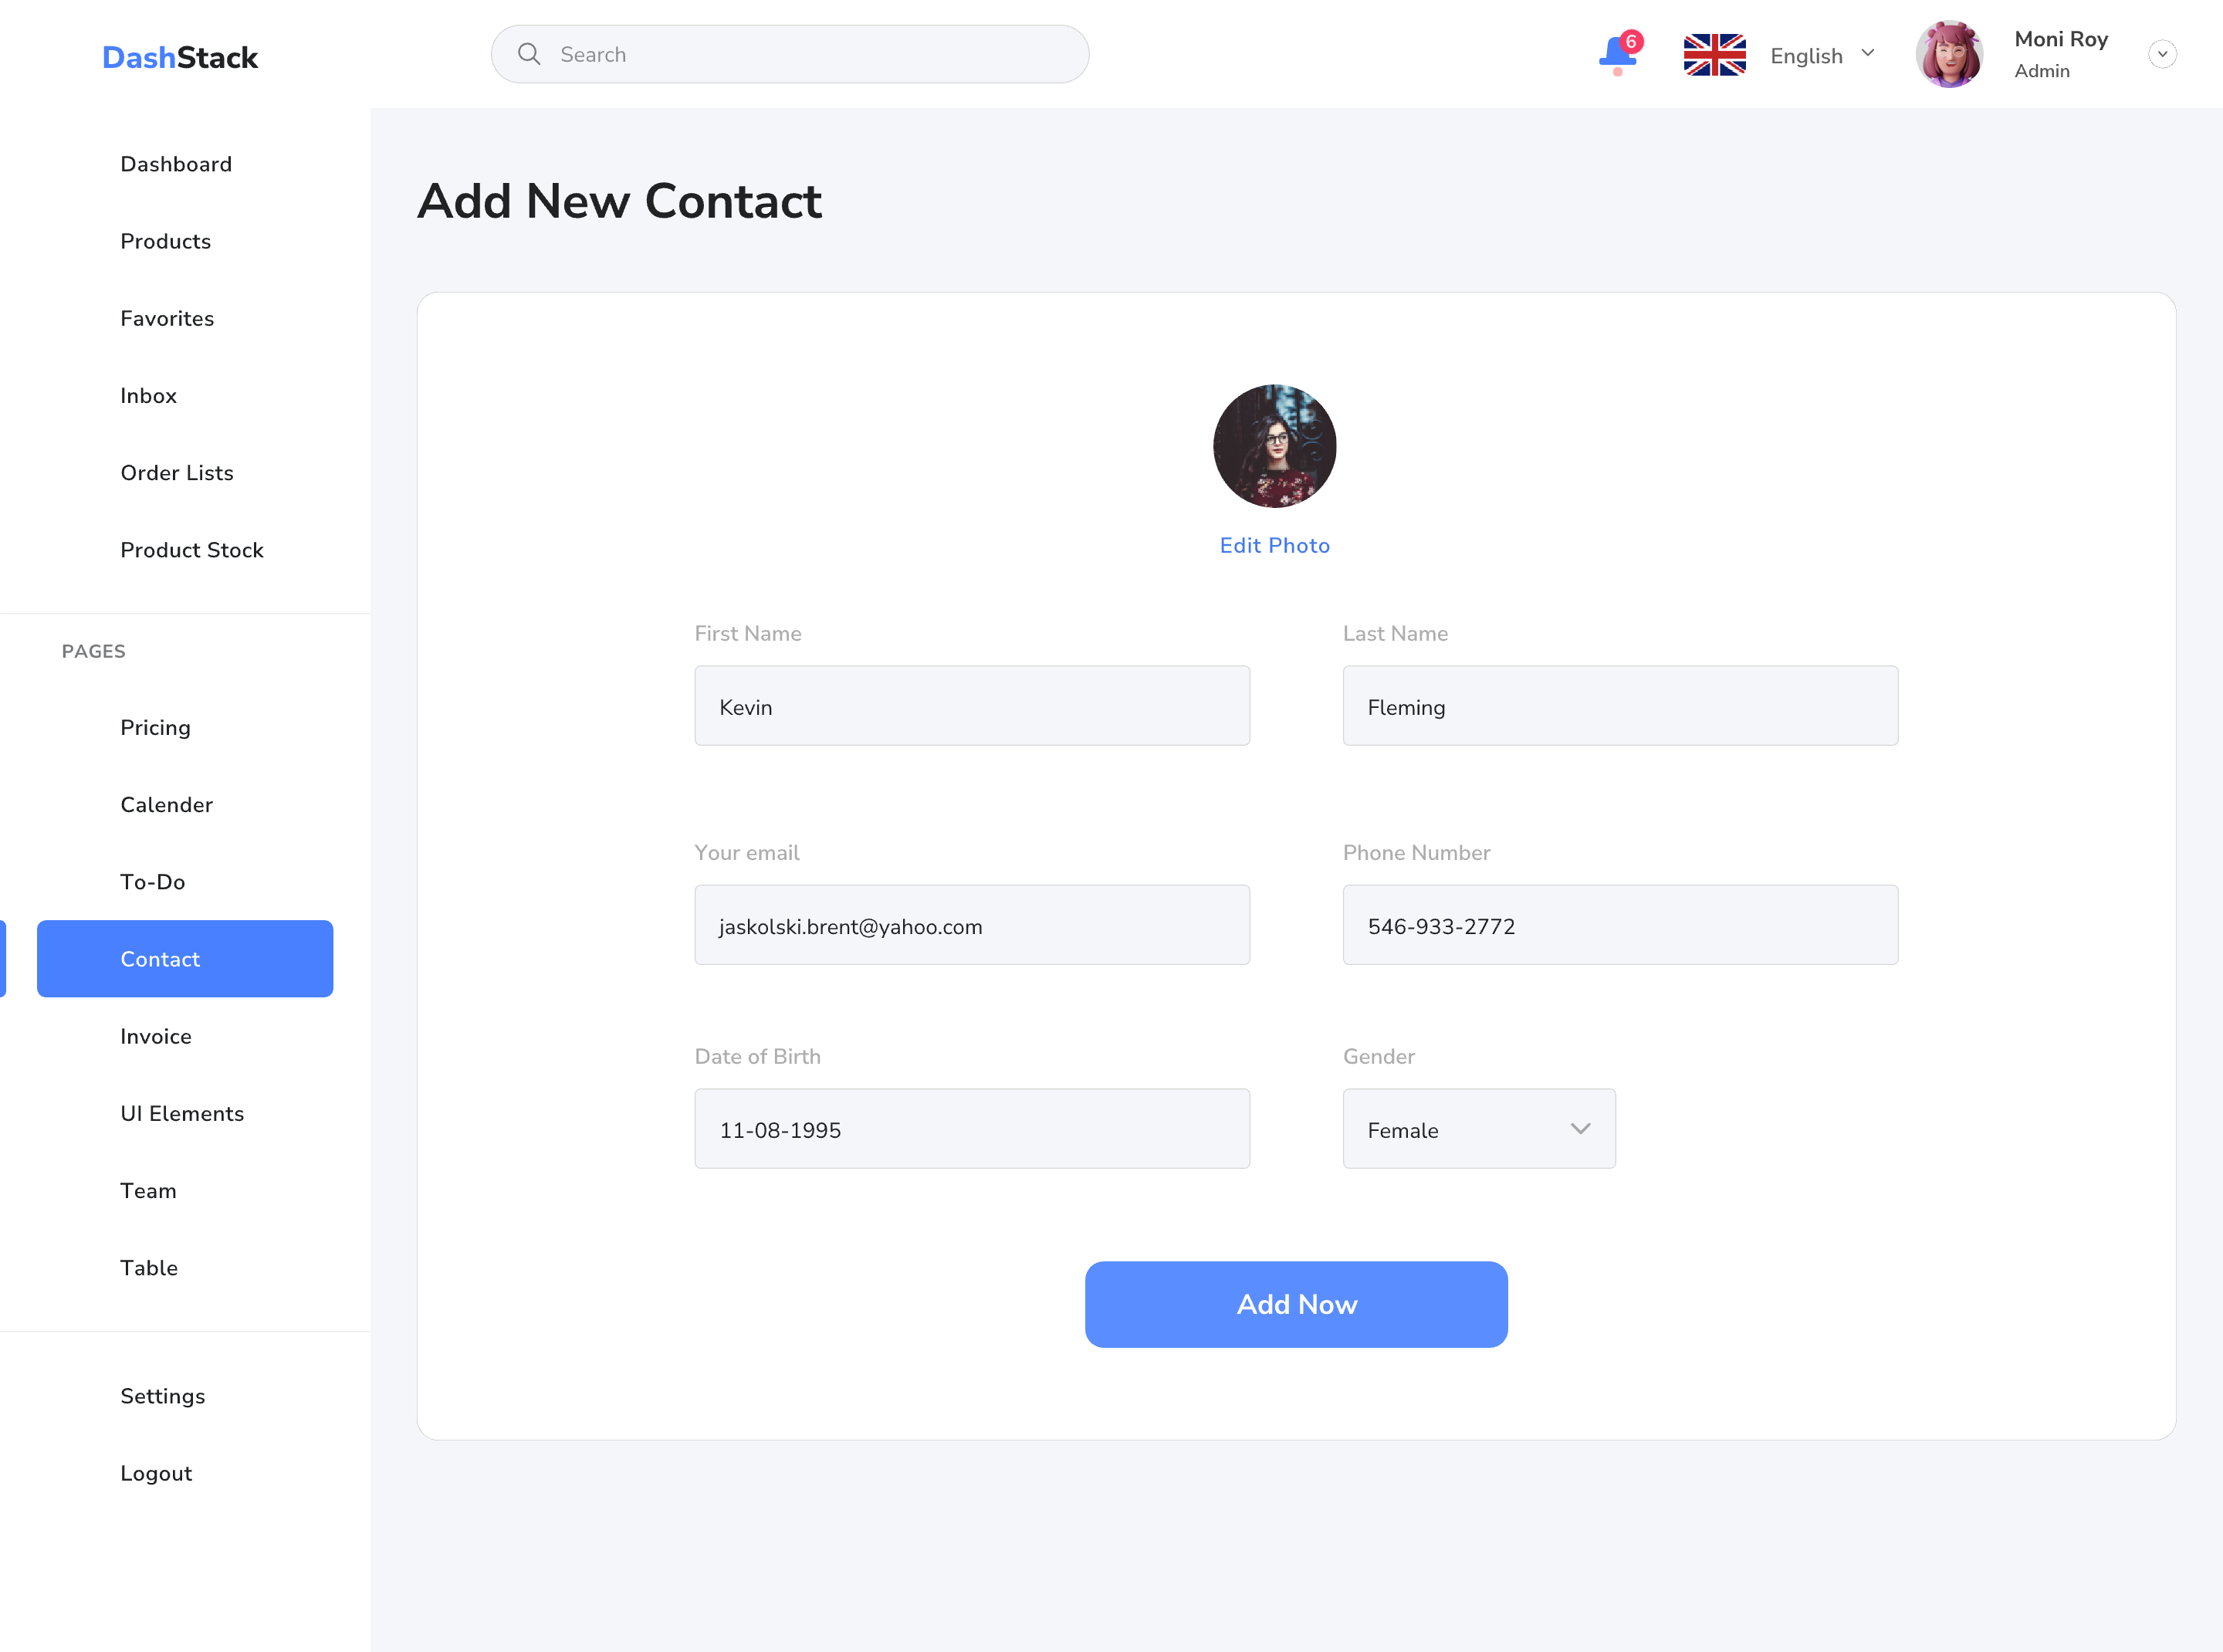 DashStack
Search
6
English
Moni Roy
Admin
Dashboard
Products
Favorites
Inbox
Order Lists
Product Stock
PAGES
Pricing
Calender
To-Do
Contact
Invoice
UI Elements
Team
Table
Settings
Logout
Add New Contact
Edit Photo
First Name
Last Name
Kevin
Fleming
Your email
Phone Number
jaskolski.brent@yahoo.com
546-933-2772
Date of Birth
Gender
11-08-1995
Female
Add Now